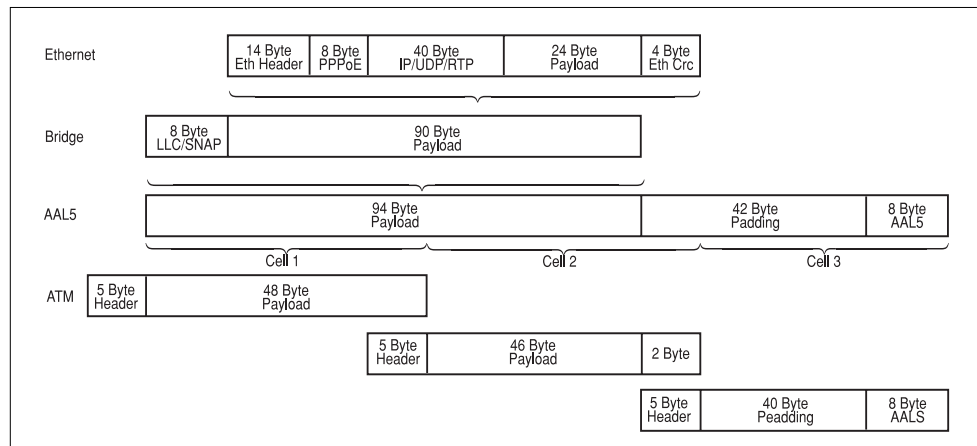 Ethernet
14 Byte
Eth Header
8 Byte
PPPoE
40 Byte
IP/UDP/RTP
24 Byte
Payload
4 Byte
Eth Crc
Bridge
8 Byte
LLC/SNAP
90 Byte
Payload
AAL5
94 Byte
Payload
42 Byte
Padding
8 Byte
AAL5
Cell 1
Cell 2
Cell 3
ATM
5 Byte
Header
48 Byte
Payload
5 Byte
Header
46 Byte
Payload
2 Byte
5 Byte
Header
40 Byte
Peadding
8 Byte
AALS